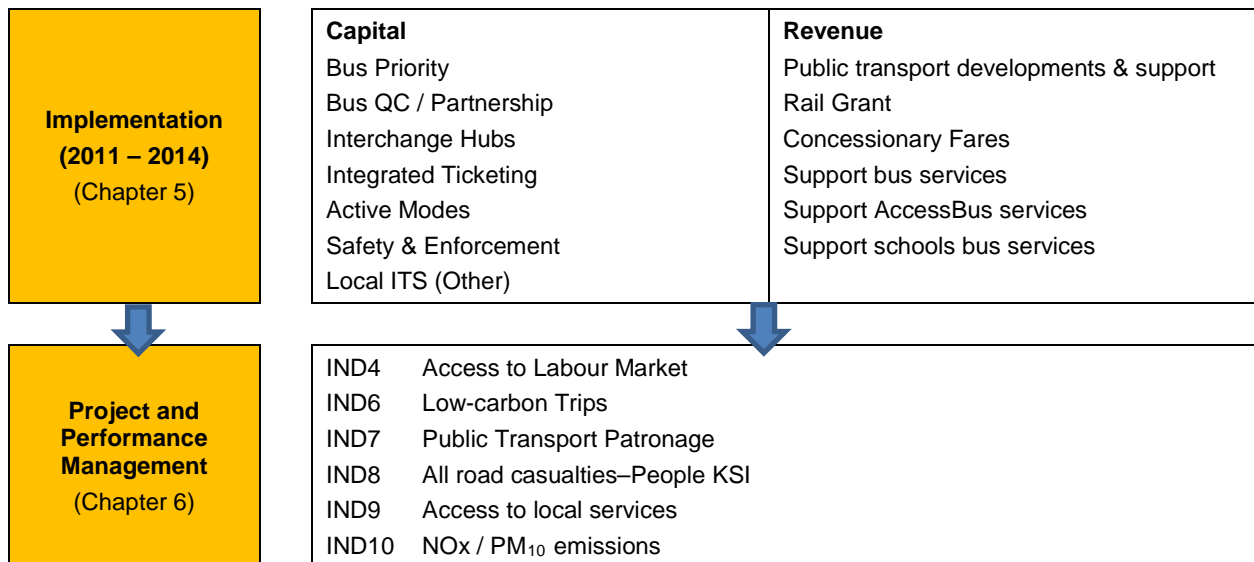 Implementation
(2011 – 2014)
(Chapter 5)
Capital
Bus Priority
Bus QC / Partnership
Interchange Hubs
Integrated Ticketing
Active Modes
Safety & Enforcement
Local ITS (Other)
Revenue
Public transport developments & support
Rail Grant
Concessionary Fares
Support bus services
Support AccessBus services
Support schools bus services
Project and
Performance
Management
(Chapter 6)
IND4 Access to Labour Market
IND6 Low-carbon Trips
IND7 Public Transport Patronage
IND8 All road casualties–People KSI
IND9 Access to local services
IND10 NOx / PM₁₀ emissions